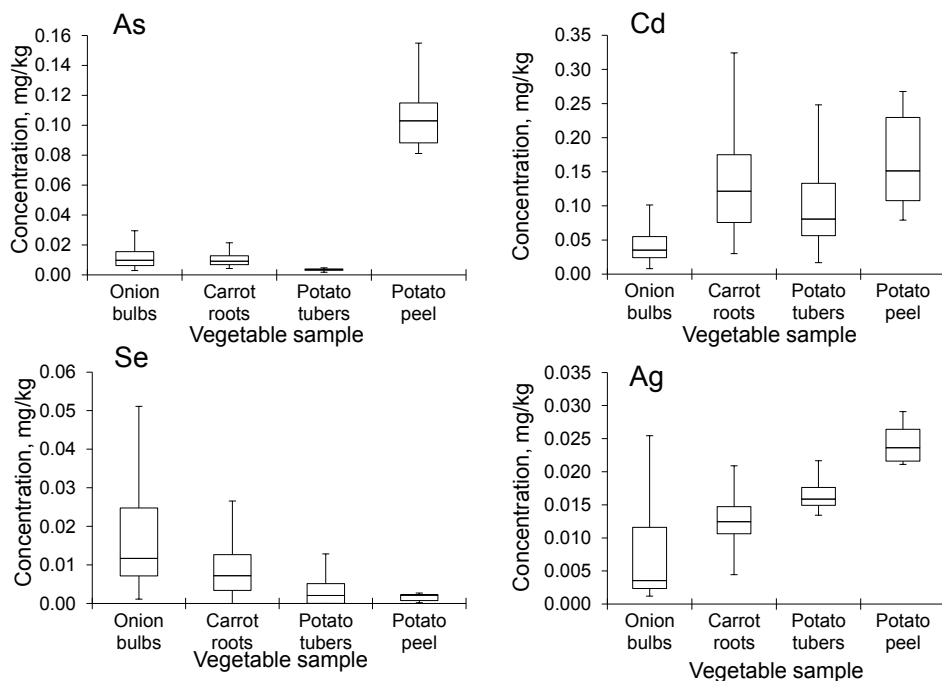 As
Concentration, mg/kg
0.16
0.14
0.12
0.10
0.08
0.06
0.04
0.02
0.00
Onion bulbs
Carrot roots
Potato tubers
Potato peel
Vegetable sample
Cd
Concentration, mg/kg
0.35
0.30
0.25
0.20
0.15
0.10
0.05
0.00
Onion bulbs
Carrot roots
Potato tubers
Potato peel
Vegetable sample
Se
Concentration, mg/kg
0.06
0.05
0.04
0.03
0.02
0.01
0.00
Onion bulbs
Carrot roots
Potato tubers
Potato peel
Vegetable sample
Ag
Concentration, mg/kg
0.035
0.030
0.025
0.020
0.015
0.010
0.005
0.000
Onion bulbs
Carrot roots
Potato tubers
Potato peel
Vegetable sample